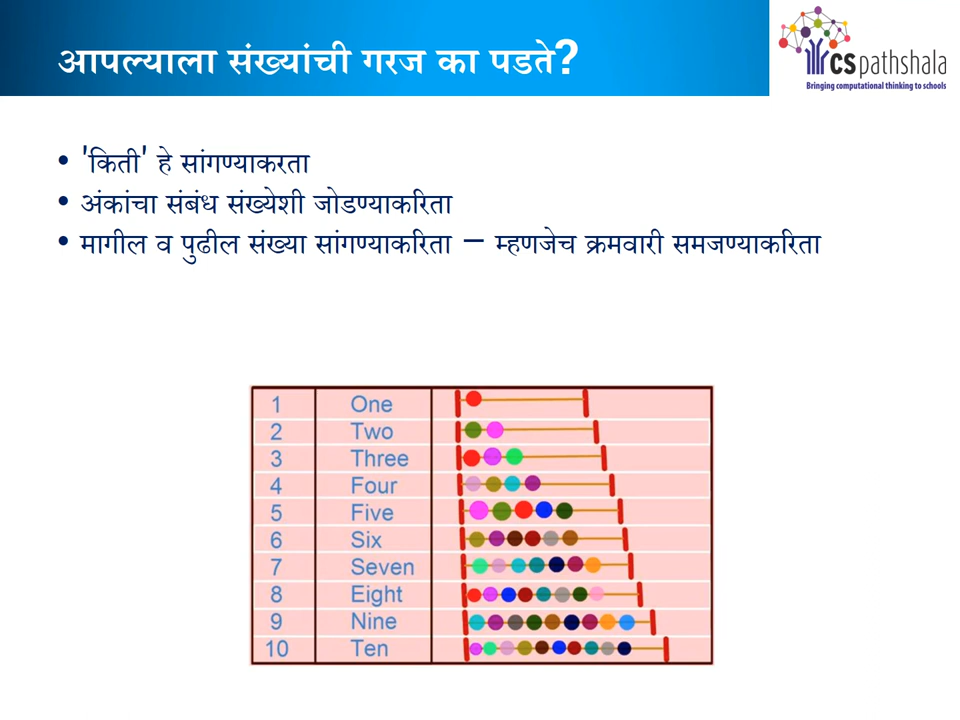 आपल्याला संख्यांची गरज का पडते?
CSpathshala
Bringing computational thinking to schools
• 'किती' हे सांगण्याकरता
• अंकांचा संबंध संख्येशी जोडण्याकरिता
• मागील व पुढील संख्या सांगण्याकरिता – म्हणजेच क्रमवारी समजण्याकरिता
1 One
2 Two
3 Three
4 Four
5 Five
6 Six
7 Seven
8 Eight
9 Nine
10 Ten